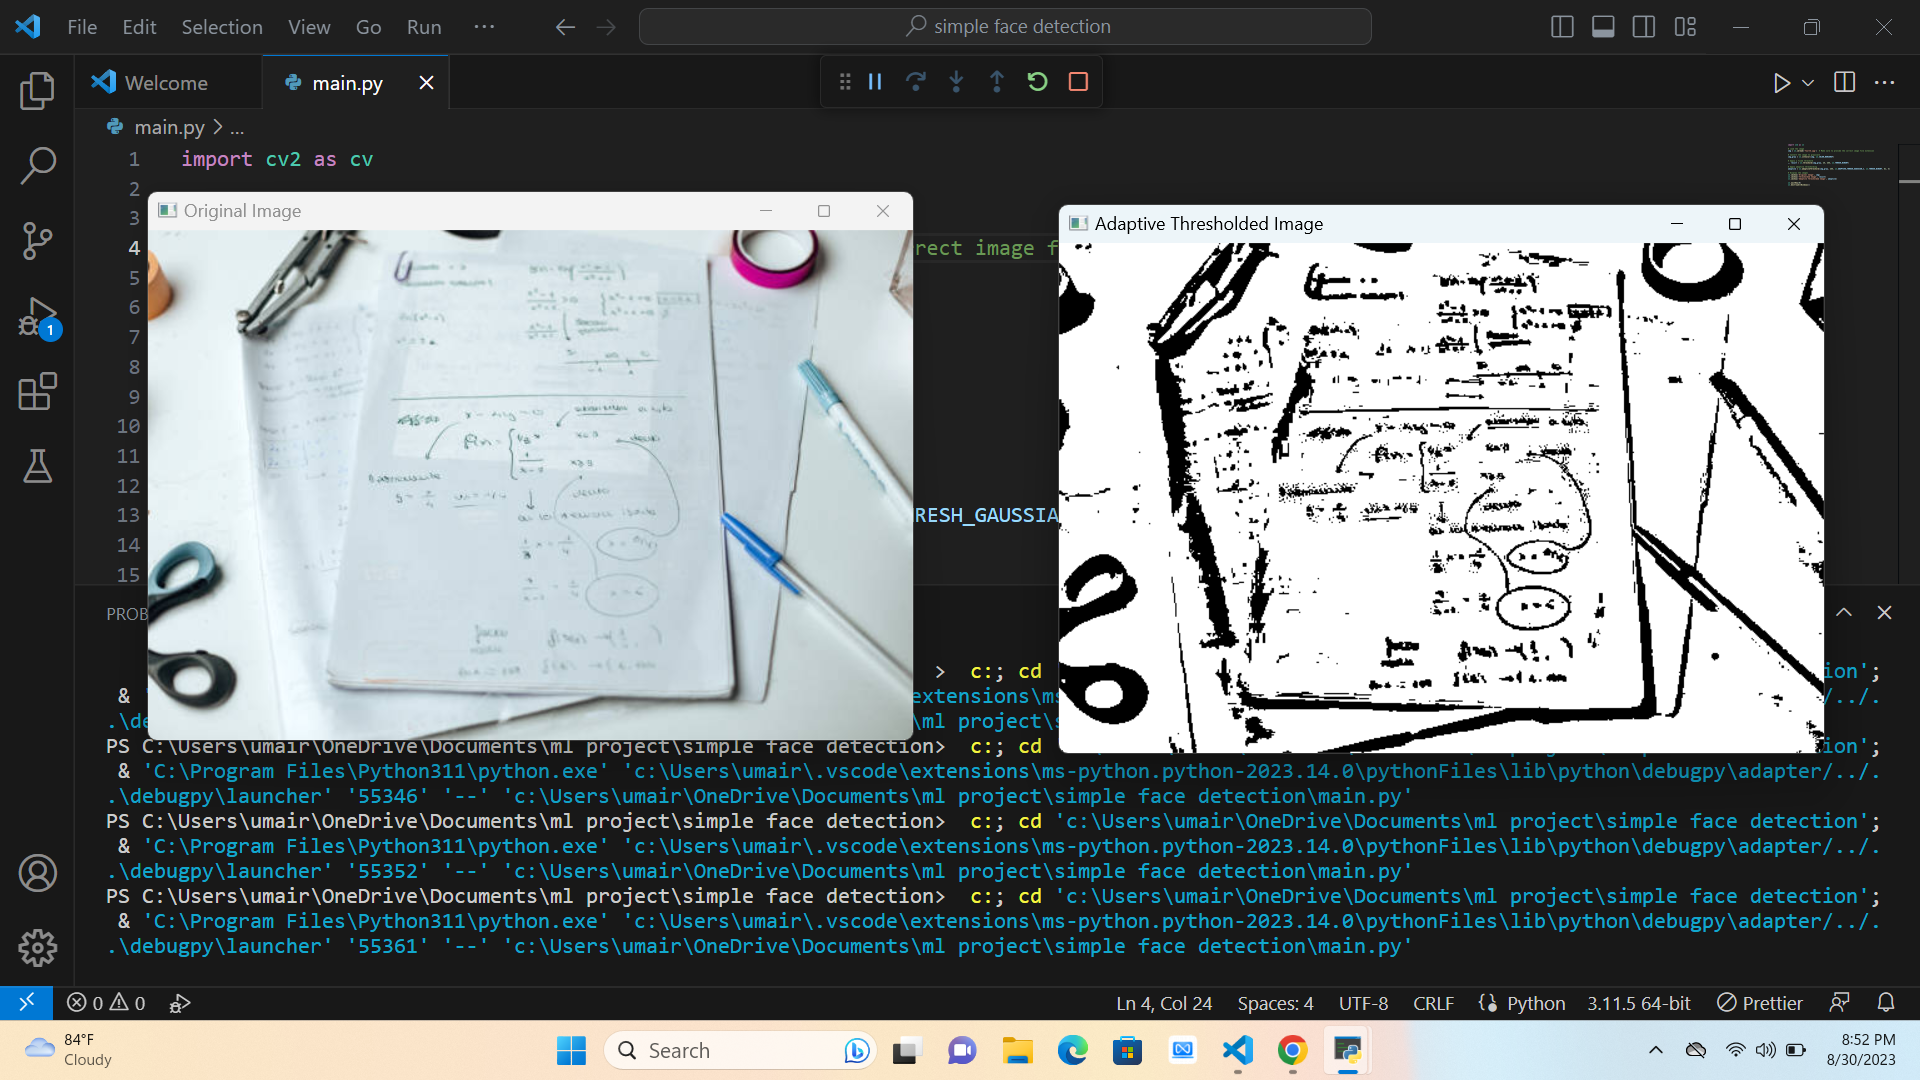 File Edit Selection View Go Run ...
simple face detection
Welcome
main.py
main.py > ...
1 import cv2 as cv
2
3
4 rect image f
5
6
7
8
9
10
11
12
13 RESH_GAUSSIA
14
15
Original Image
Adaptive Thresholded Image
1
PROB
> c:; cd ion';
& extensions\ms /../.
.\de ml project\s
PS C:\Users\umair\OneDrive\Documents\ml project\simple face detection> c:; cd ion';
& 'C:\Program Files\Python311\python.exe' 'c:\Users\umair\.vscode\extensions\ms-python.python-2023.14.0\pythonFiles\lib\python\debugpy\adapter/../.
.\debugpy\launcher' '55346' '--' 'c:\Users\umair\OneDrive\Documents\ml project\simple face detection\main.py'
PS C:\Users\umair\OneDrive\Documents\ml project\simple face detection> c:; cd 'c:\Users\umair\OneDrive\Documents\ml project\simple face detection';
& 'C:\Program Files\Python311\python.exe' 'c:\Users\umair\.vscode\extensions\ms-python.python-2023.14.0\pythonFiles\lib\python\debugpy\adapter/../.
.\debugpy\launcher' '55352' '--' 'c:\Users\umair\OneDrive\Documents\ml project\simple face detection\main.py'
PS C:\Users\umair\OneDrive\Documents\ml project\simple face detection> c:; cd 'c:\Users\umair\OneDrive\Documents\ml project\simple face detection';
& 'C:\Program Files\Python311\python.exe' 'c:\Users\umair\.vscode\extensions\ms-python.python-2023.14.0\pythonFiles\lib\python\debugpy\adapter/../.
.\debugpy\launcher' '55361' '--' 'c:\Users\umair\OneDrive\Documents\ml project\simple face detection\main.py'
0 0
Ln 4, Col 24 Spaces: 4 UTF-8 CRLF Python 3.11.5 64-bit Prettier
84°F
Cloudy
Search
8:52 PM
8/30/2023